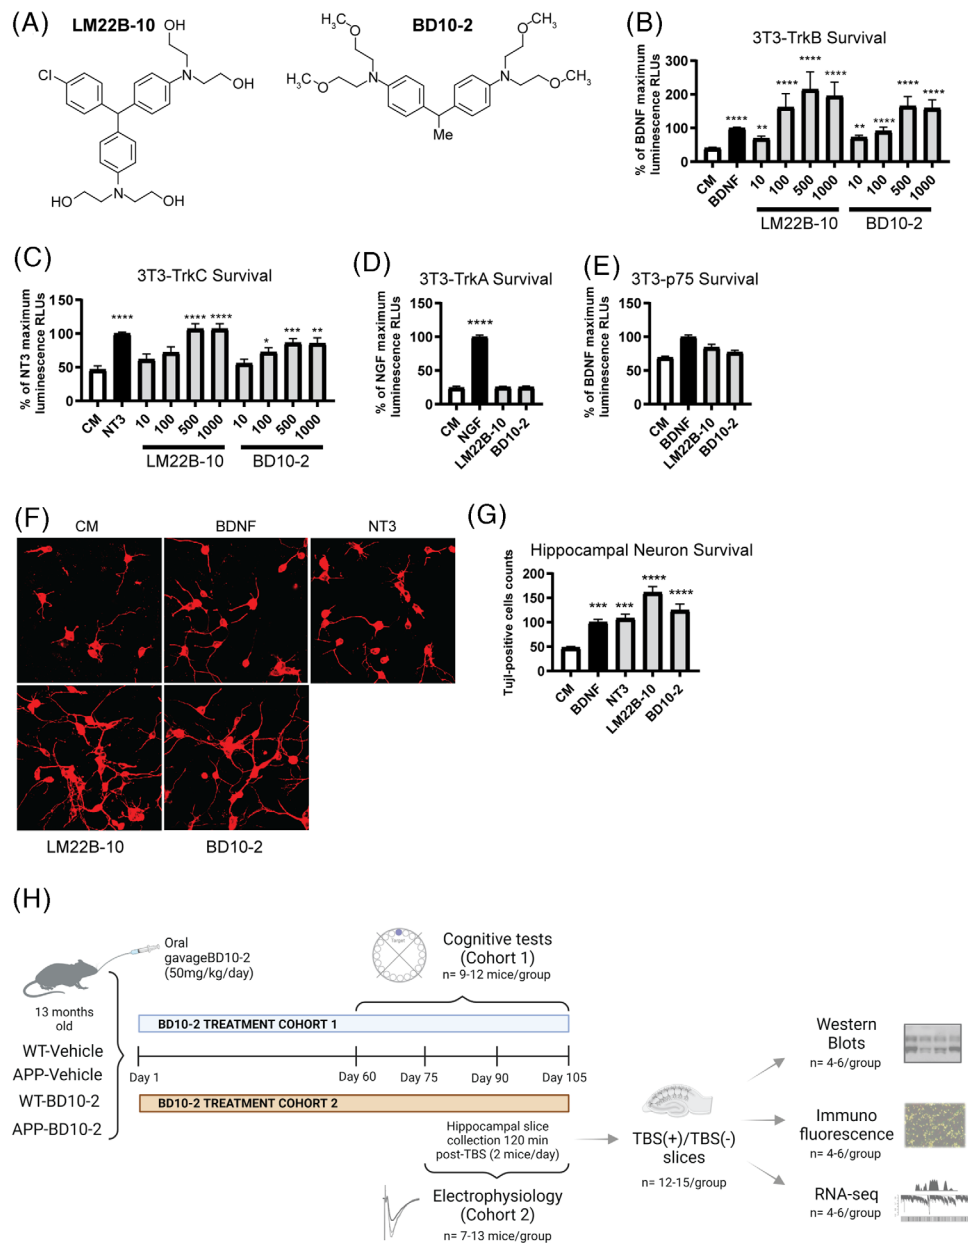 (A)
LM22B-10
OH
N
OH
Cl
N
HO
OH
BD10-2
H₃C
O
CH₃
O
H₃C
O
N
N
O
CH₃
Me
(B)
3T3-TrkB Survival
% of BDNF maximum
luminescence RLUs
300
200
100
0
**** ** **** **** **** ** **** **** ****
CM BDNF 10 100 500 1000 10 100 500 1000
LM22B-10 BD10-2
(C)
3T3-TrkC Survival
% of NT3 maximum
luminescence RLUs
150
100
50
0
**** **** **** * *** **
CM NT3 10 100 500 1000 10 100 500 1000
LM22B-10 BD10-2
(D)
3T3-TrkA Survival
% of NGF maximum
luminescence RLUs
150
100
50
0
****
CM NGF LM22B-10 BD10-2
(E)
3T3-p75 Survival
% of BDNF maximum
luminescence RLUs
150
100
50
0
CM BDNF LM22B-10 BD10-2
(F)
CM BDNF NT3
LM22B-10 BD10-2
(G)
Hippocampal Neuron Survival
TujI-positive cells counts
200
150
100
50
0
*** *** **** ****
CM BDNF NT3 LM22B-10 BD10-2
(H)
Oral
gavageBD10-2
(50mg/kg/day)
13 months
old
WT-Vehicle
APP-Vehicle
WT-BD10-2
APP-BD10-2
Target
Cognitive tests
(Cohort 1)
n= 9-12 mice/group
BD10-2 TREATMENT COHORT 1
Day 1 Day 60 Day 75 Day 90 Day 105
BD10-2 TREATMENT COHORT 2
Hippocampal slice
collection 120 min
post-TBS (2 mice/day)
Electrophysiology
(Cohort 2)
n= 7-13 mice/group
TBS(+)/TBS(-)
slices
n= 12-15/group
Western
Blots
n= 4-6/group
Immuno
fluorescence
n= 4-6/group
RNA-seq
n= 4-6/group